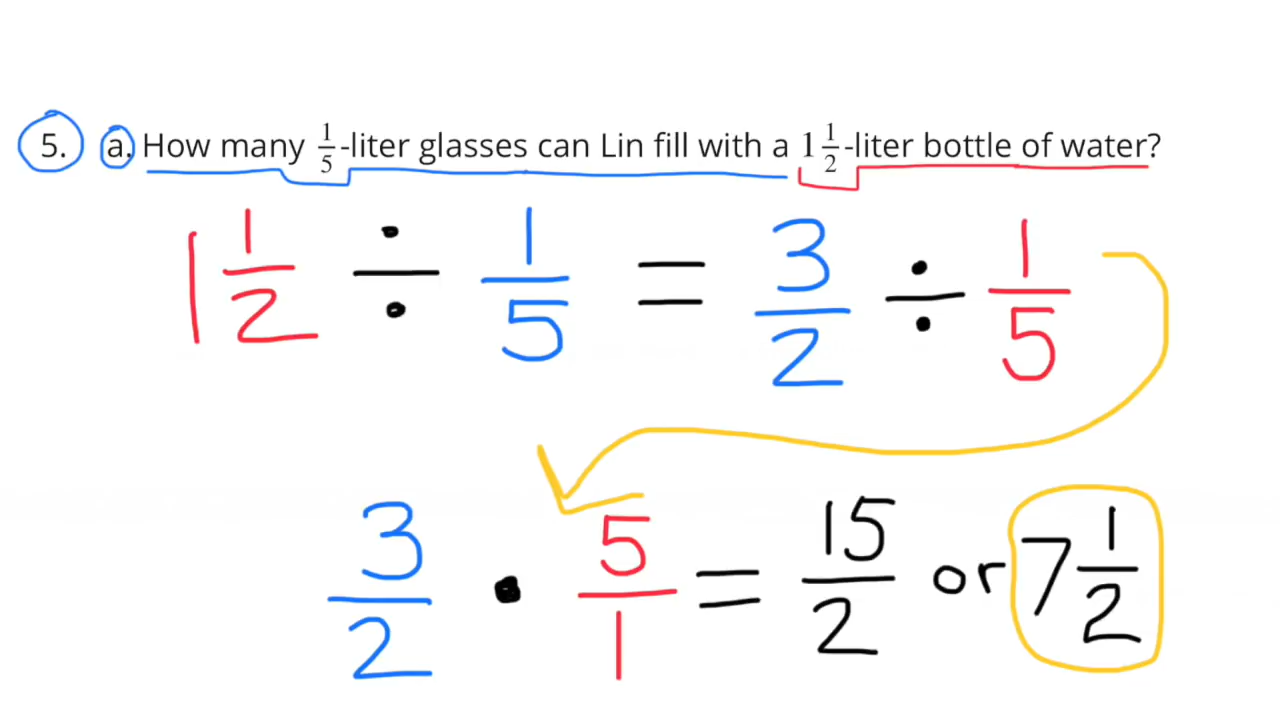 5. a. How many 1/5-liter glasses can Lin fill with a 1 1/2-liter bottle of water?
1 1/2 ÷ 1/5 = 3/2 ÷ 1/5
3/2 · 5/1 = 15/2 or 7 1/2